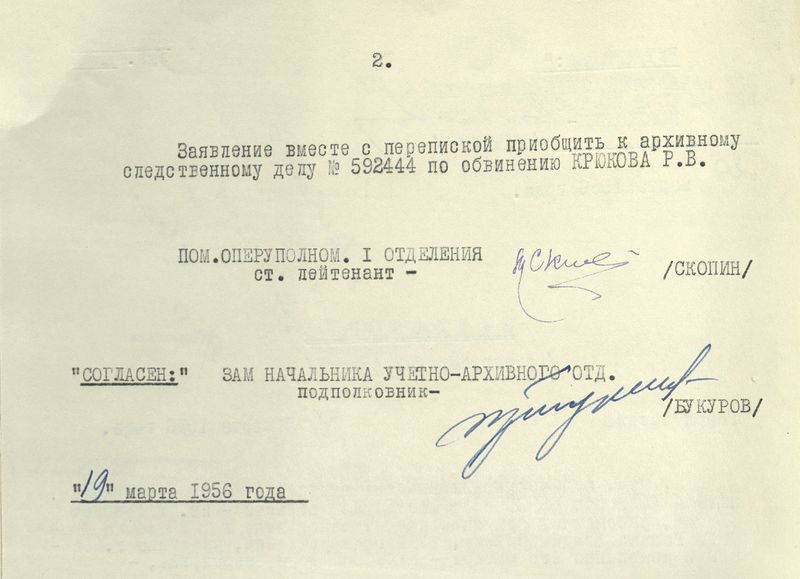 2.
Заявление вместе с перепиской приобщить к архивному
следственному делу № 592444 по обвинению КРЮКОВА Р.В.
ПОМ.ОПЕРУПОЛНОМ. I ОТДЕЛЕНИЯ
ст. лейтенант – /СКОПИН/
"СОГЛАСЕН:" ЗАМ НАЧАЛЬНИКА УЧЕТНО-АРХИВНОГО ОТД.
подполковник– /БУКУРОВ/
"19" марта 1956 года